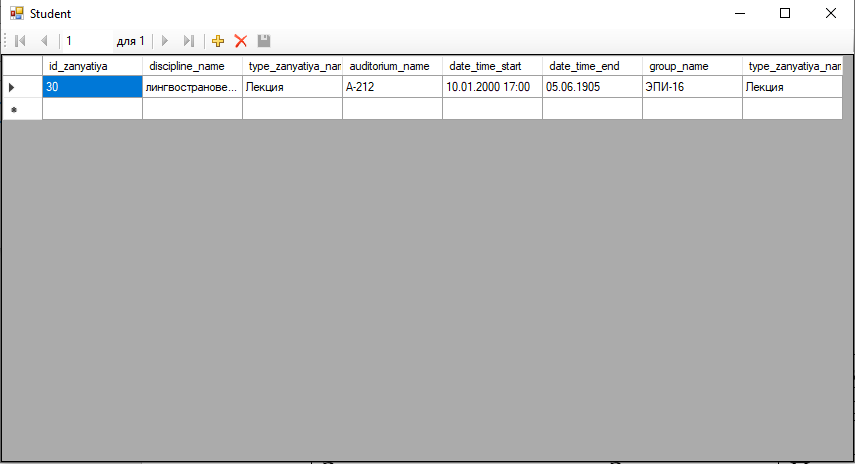 Student
1 для 1
id_zanyatiya discipline_name type_zanyatiya_nar auditorium_name date_time_start date_time_end group_name type_zanyatiya_nar
30 лингвострановe... Лекция А-212 10.01.2000 17:00 05.06.1905 ЭПИ-16 Лекция